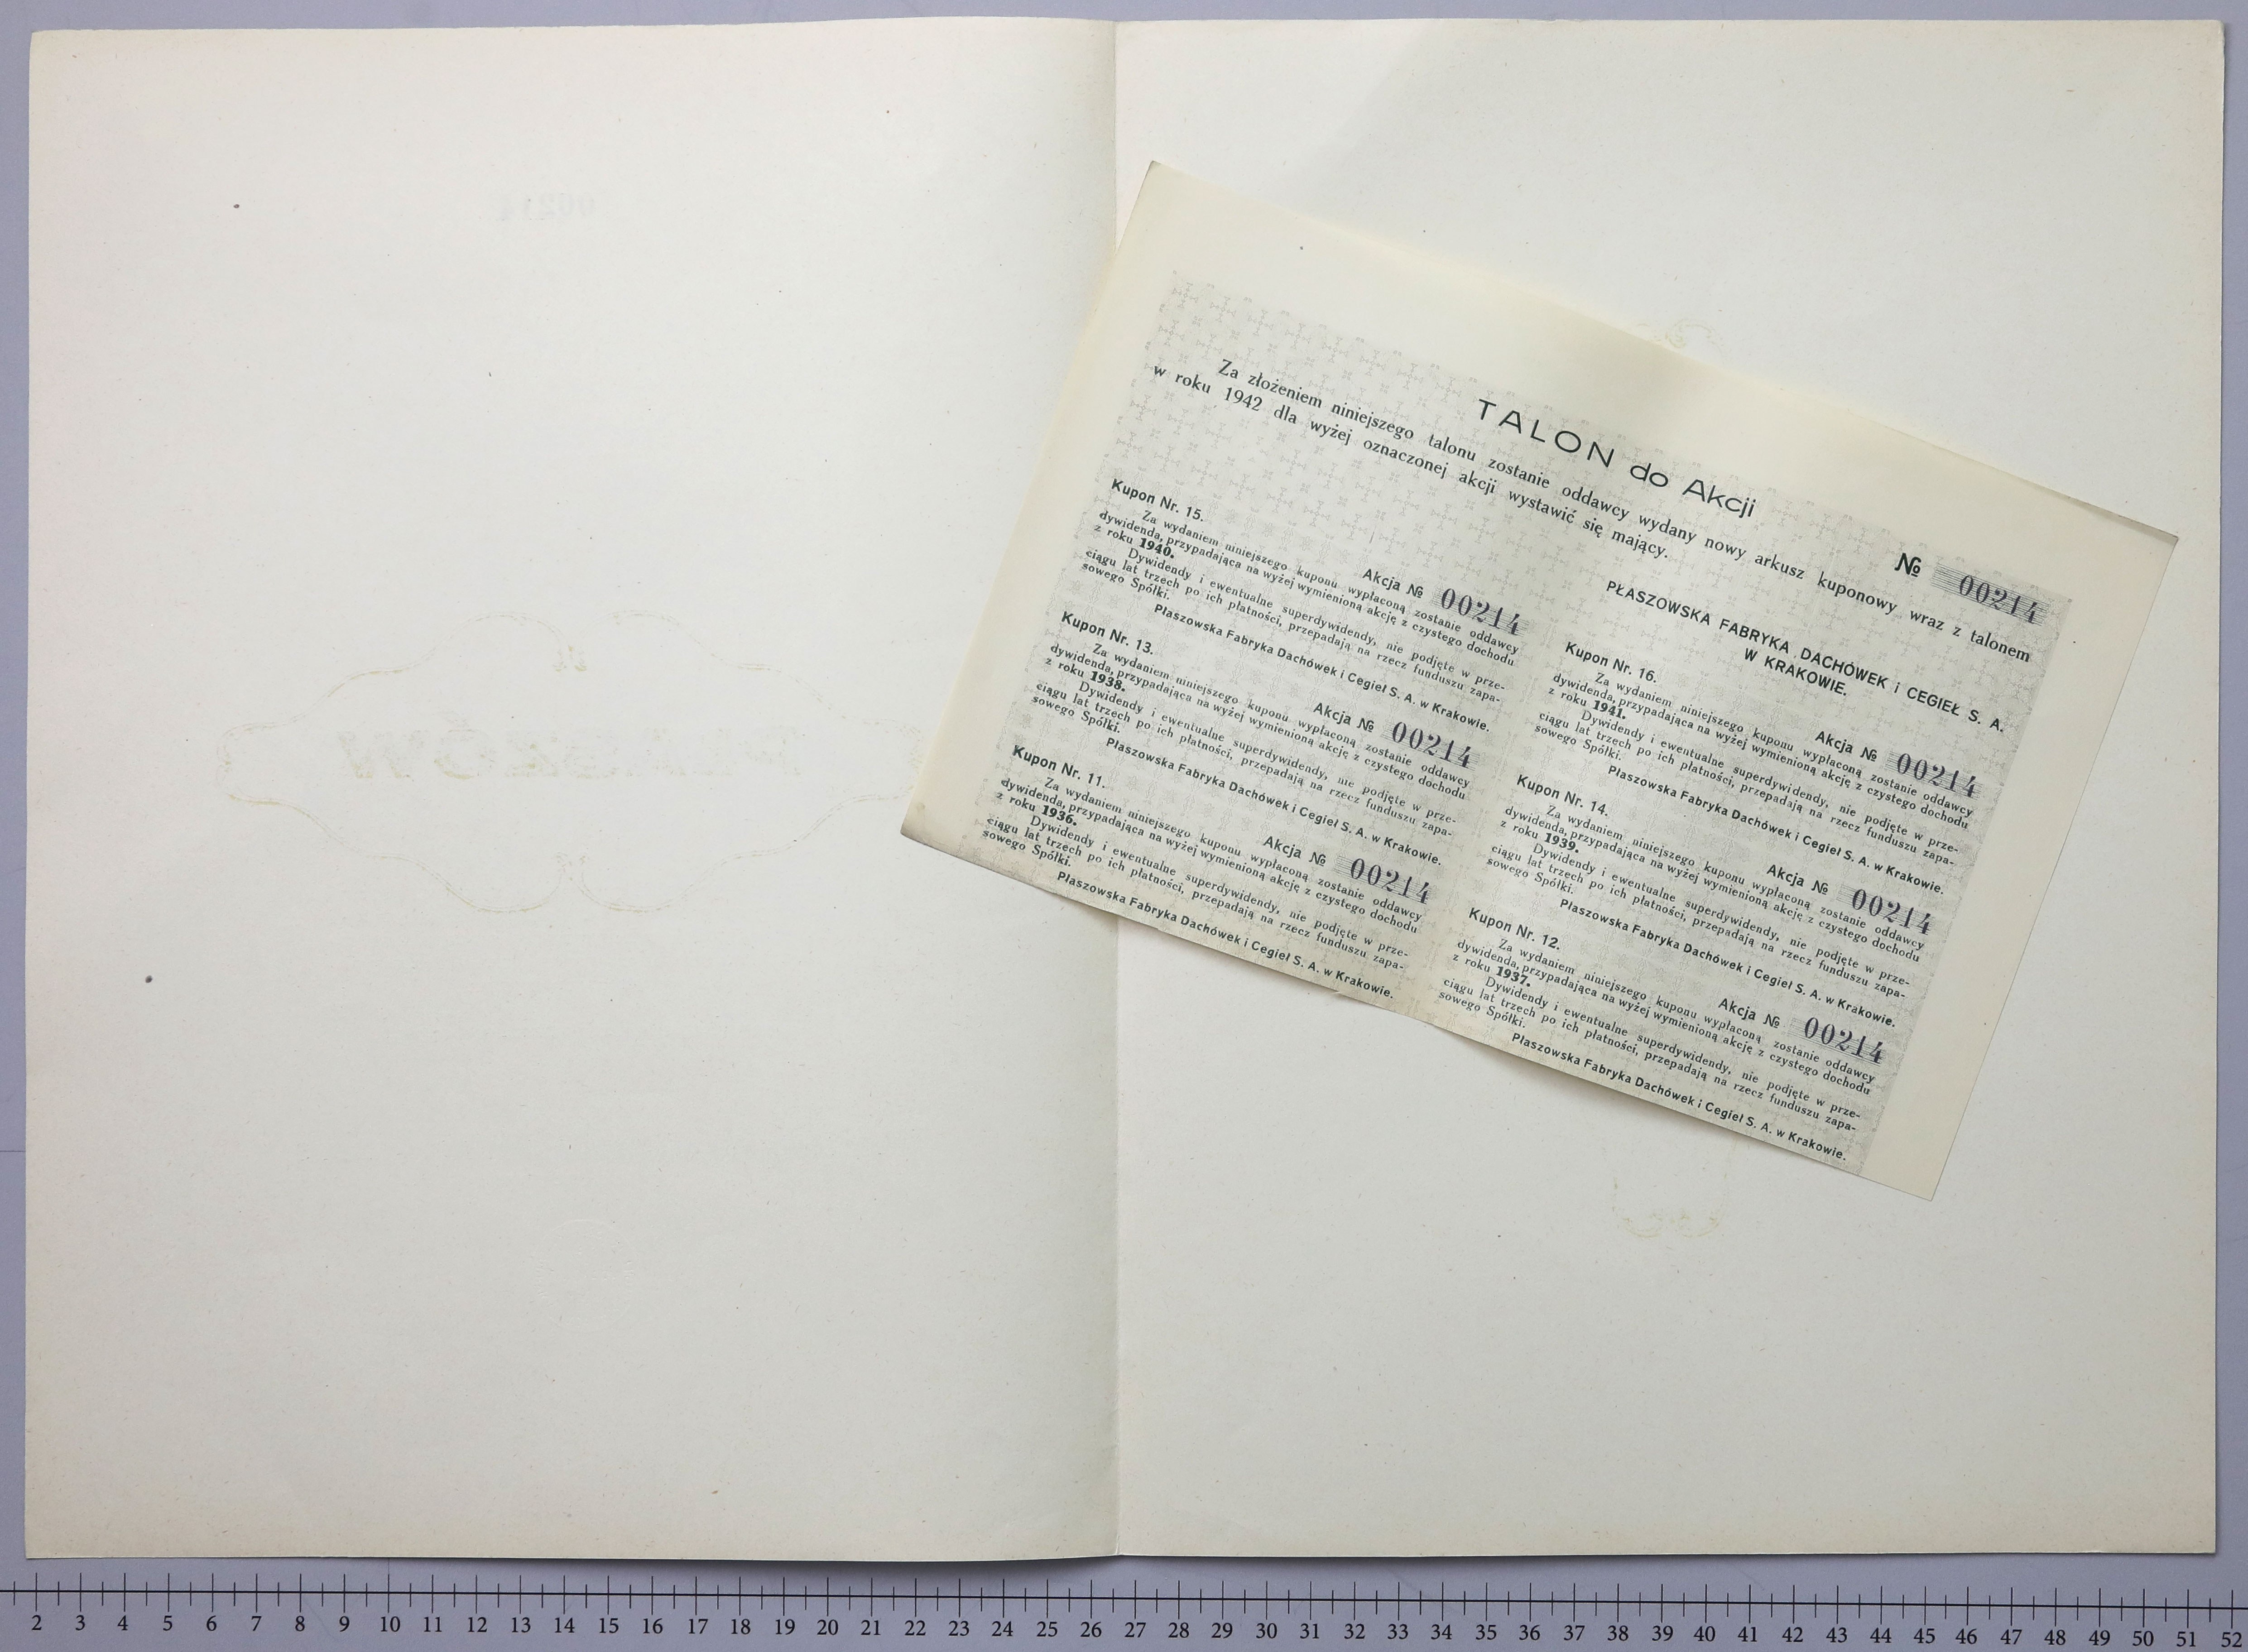 TALON do Akcji
№ 00214
Za złożeniem niniejszego talonu zostanie oddawcy wydany nowy arkusz kuponowy wraz z talonem
w roku 1942 dla wyżej oznaczonej akcji wystawić się mający.
PŁASZOWSKA FABRYKA DACHÓWEK i CEGIEŁ S. A.
W KRAKOWIE.
Kupon Nr. 15.
Akcja № 00214
Za wydaniem niniejszego kuponu wypłaconą zostanie oddawcy
dywidenda, przypadająca na wyżej wymienioną akcję z czystego dochodu
z roku 1940.
Dywidendy i ewentualne superdywidendy, nie podjęte w prze-
ciągu lat trzech po ich płatności, przepadają na rzecz funduszu zapa-
sowego Spółki.
Płaszowska Fabryka Dachówek i Cegieł S. A. w Krakowie.
Kupon Nr. 16.
Akcja № 00214
Za wydaniem niniejszego kuponu wypłaconą zostanie oddawcy
dywidenda, przypadająca na wyżej wymienioną akcję z czystego dochodu
z roku 1941.
Dywidendy i ewentualne superdywidendy, nie podjęte w prze-
ciągu lat trzech po ich płatności, przepadają na rzecz funduszu zapa-
sowego Spółki.
Płaszowska Fabryka Dachówek i Cegieł S. A. w Krakowie.
Kupon Nr. 13.
Akcja № 00214
Za wydaniem niniejszego kuponu wypłaconą zostanie oddawcy
dywidenda, przypadająca na wyżej wymienioną akcję z czystego dochodu
z roku 1938.
Dywidendy i ewentualne superdywidendy, nie podjęte w prze-
ciągu lat trzech po ich płatności, przepadają na rzecz funduszu zapa-
sowego Spółki.
Płaszowska Fabryka Dachówek i Cegieł S. A. w Krakowie.
Kupon Nr. 14.
Akcja № 00214
Za wydaniem niniejszego kuponu wypłaconą zostanie oddawcy
dywidenda, przypadająca na wyżej wymienioną akcję z czystego dochodu
z roku 1939.
Dywidendy i ewentualne superdywidendy, nie podjęte w prze-
ciągu lat trzech po ich płatności, przepadają na rzecz funduszu zapa-
sowego Spółki.
Płaszowska Fabryka Dachówek i Cegieł S. A. w Krakowie.
Kupon Nr. 11.
Akcja № 00214
Za wydaniem niniejszego kuponu wypłaconą zostanie oddawcy
dywidenda, przypadająca na wyżej wymienioną akcję z czystego dochodu
z roku 1936.
Dywidendy i ewentualne superdywidendy, nie podjęte w prze-
ciągu lat trzech po ich płatności, przepadają na rzecz funduszu zapa-
sowego Spółki.
Płaszowska Fabryka Dachówek i Cegieł S. A. w Krakowie.
Kupon Nr. 12.
Akcja № 00214
Za wydaniem niniejszego kuponu wypłaconą zostanie oddawcy
dywidenda, przypadająca na wyżej wymienioną akcję z czystego dochodu
z roku 1937.
Dywidendy i ewentualne superdywidendy, nie podjęte w prze-
ciągu lat trzech po ich płatności, przepadają na rzecz funduszu zapa-
sowego Spółki.
Płaszowska Fabryka Dachówek i Cegieł S. A. w Krakowie.
2 3 4 5 6 7 8 9 10 11 12 13 14 15 16 17 18 19 20 21 22 23 24 25 26 27 28 29 30 31 32 33 34 35 36 37 38 39 40 41 42 43 44 45 46 47 48 49 50 51 52